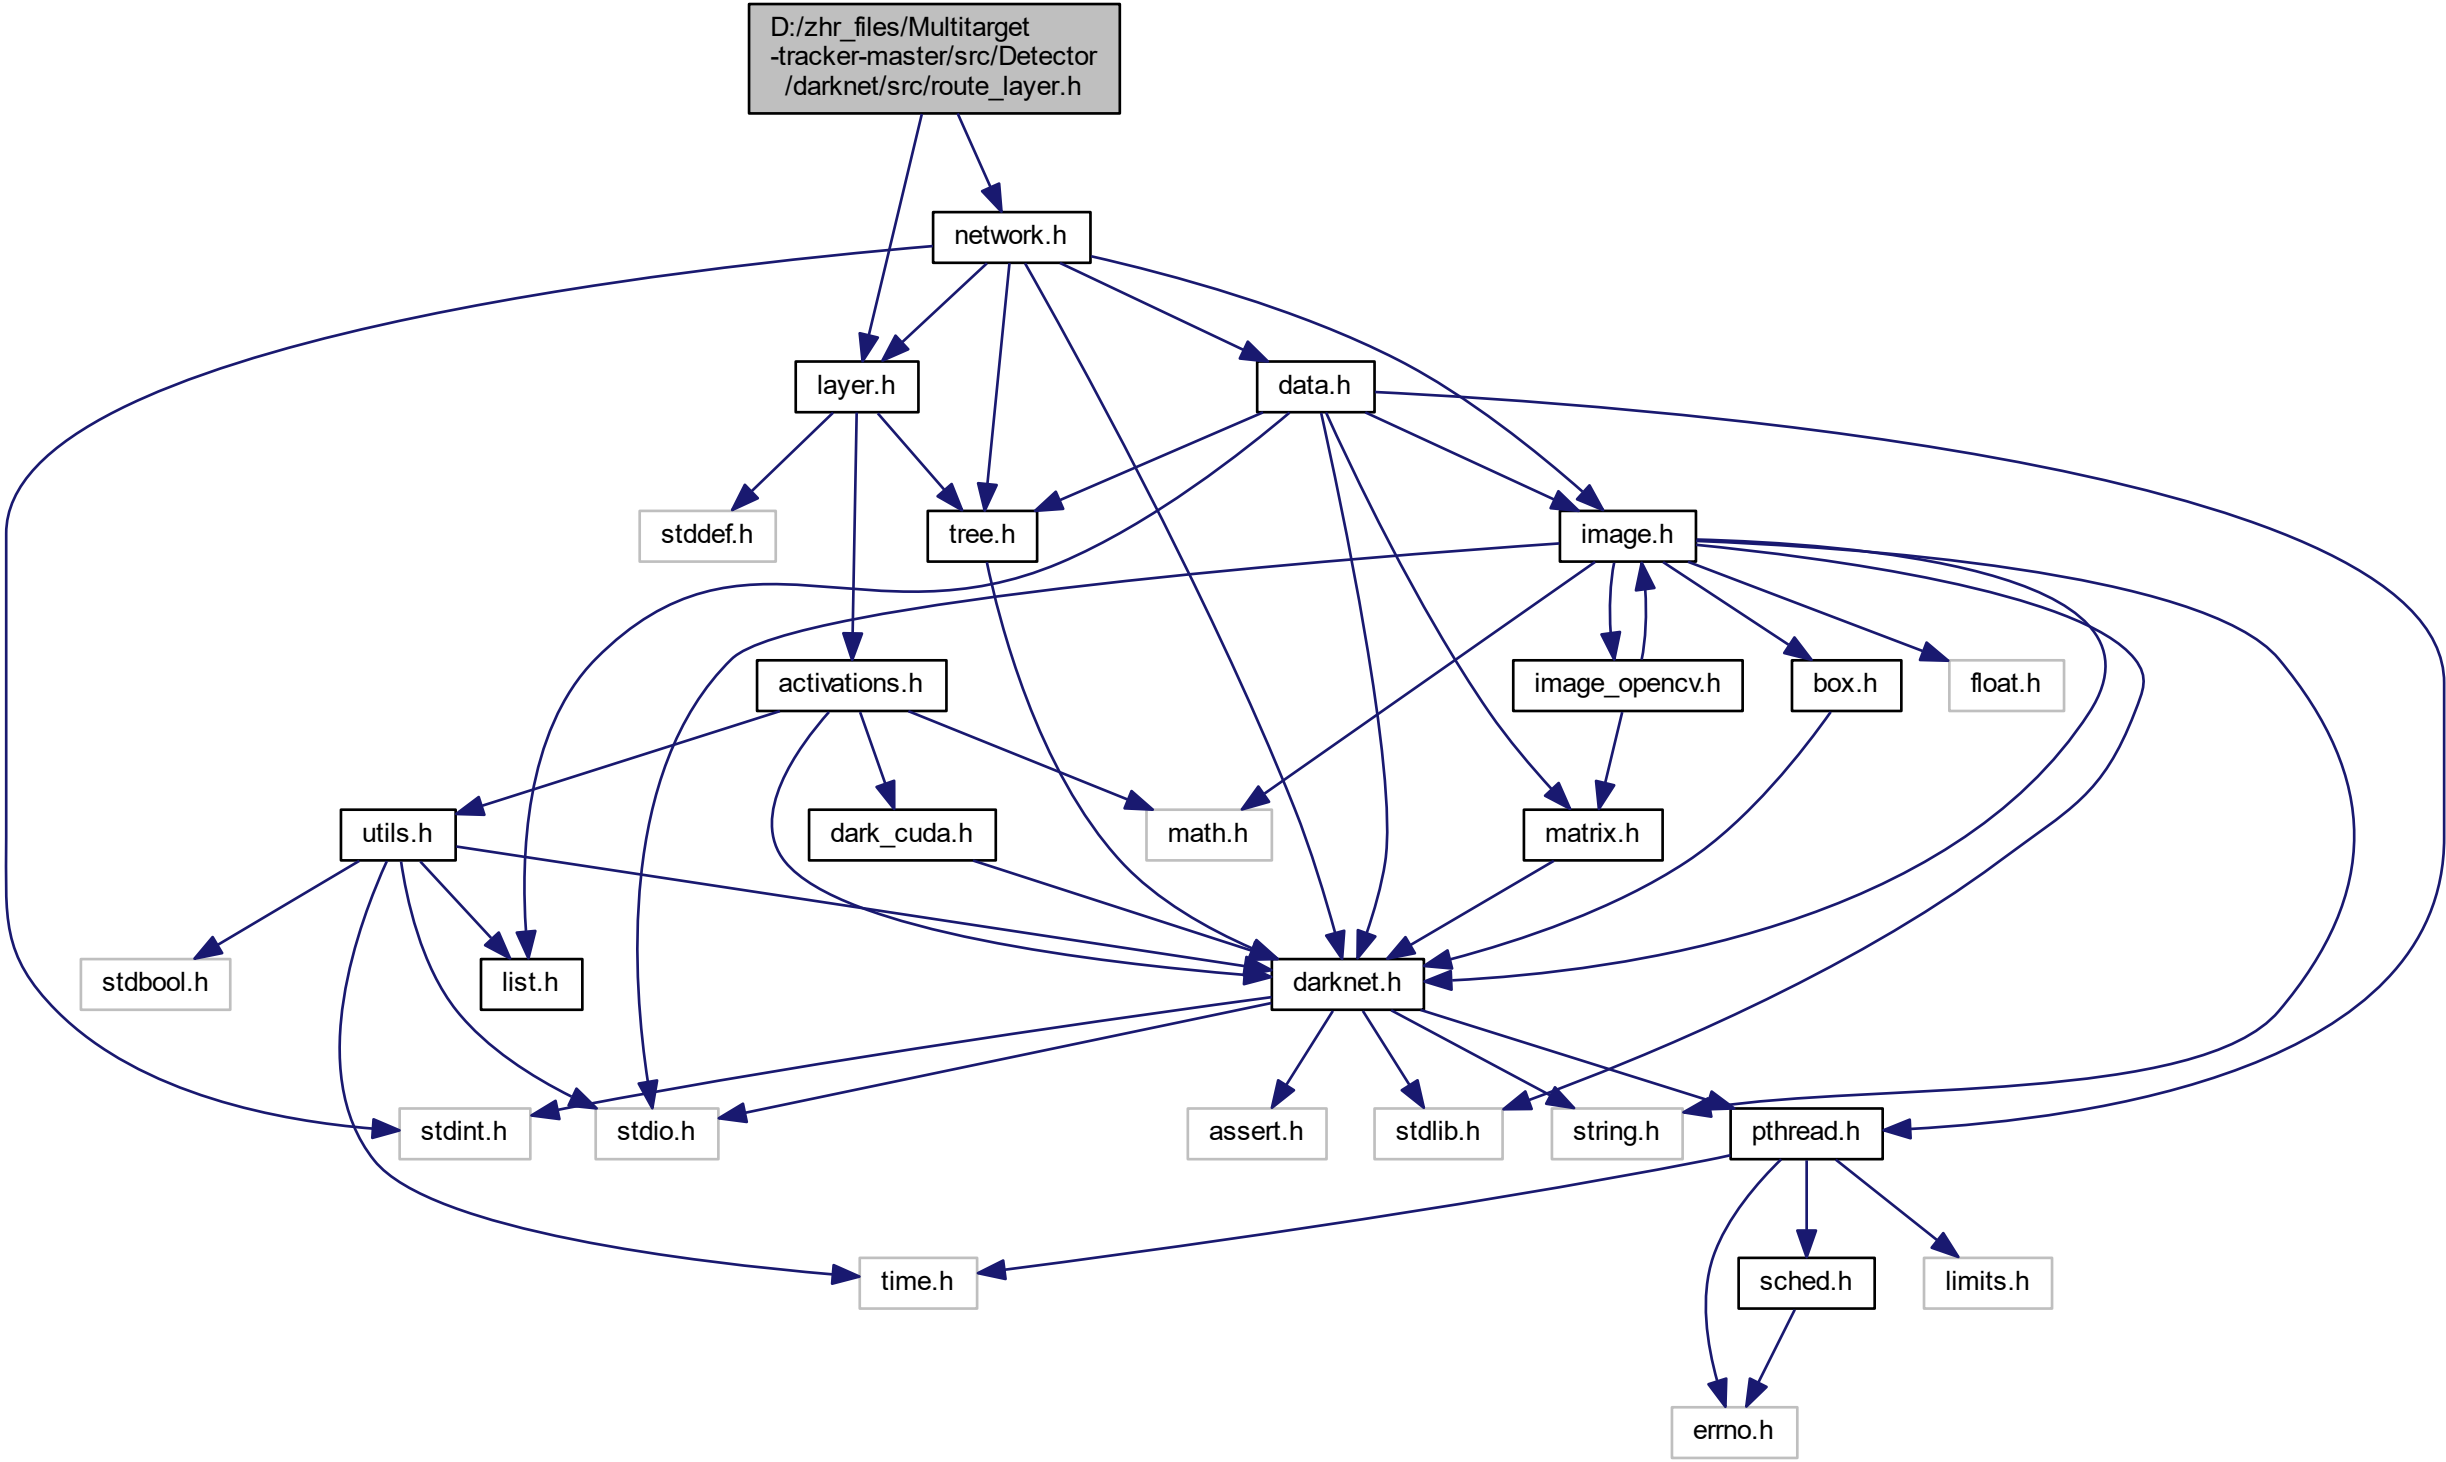 D:/zhr_files/Multitarget
-tracker-master/src/Detector
/darknet/src/route_layer.h
network.h
layer.h
data.h
stddef.h
tree.h
image.h
activations.h
image_opencv.h
box.h
float.h
utils.h
dark_cuda.h
math.h
matrix.h
stdbool.h
list.h
darknet.h
stdint.h
stdio.h
assert.h
stdlib.h
string.h
pthread.h
time.h
sched.h
limits.h
errno.h